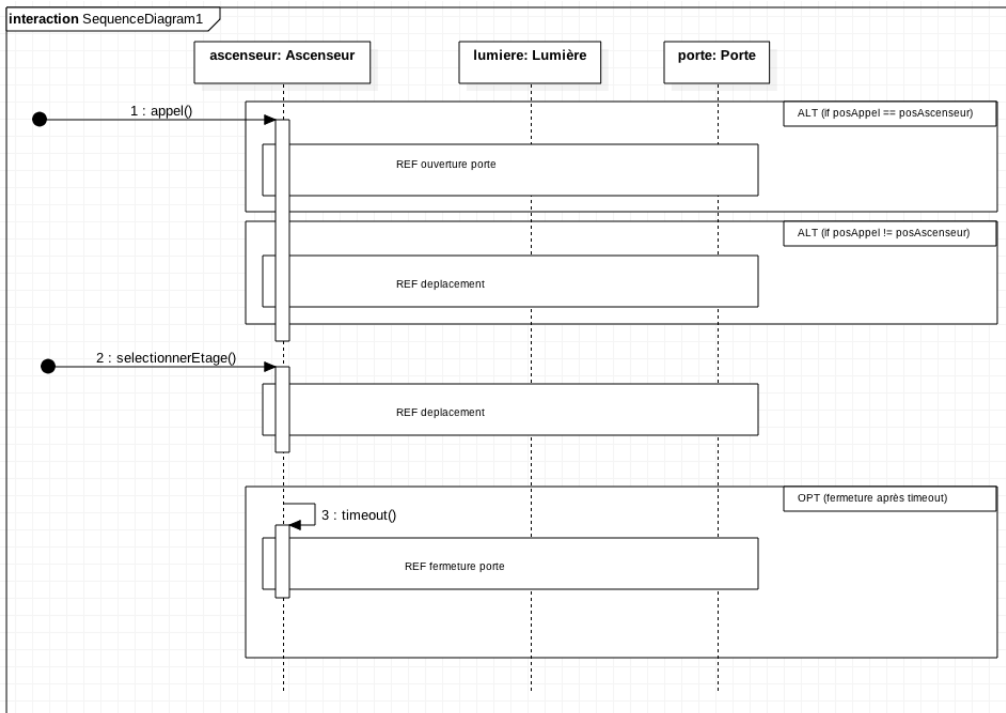 interaction SequenceDiagram1
ascenseur: Ascenseur
lumiere: Lumière
porte: Porte
1 : appel()
ALT (if posAppel == posAscenseur)
REF ouverture porte
ALT (if posAppel != posAscenseur)
REF deplacement
2 : selectionnerEtage()
REF deplacement
OPT (fermeture après timeout)
3 : timeout()
REF fermeture porte